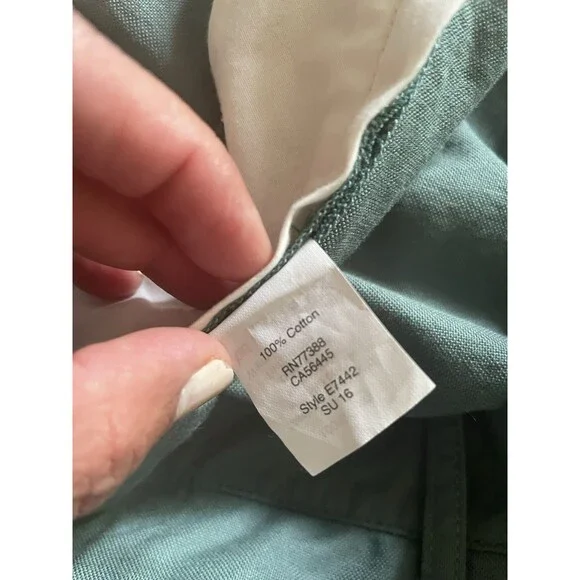 100% Cotton
RN77388
CA56445
Style E7442
SU 16